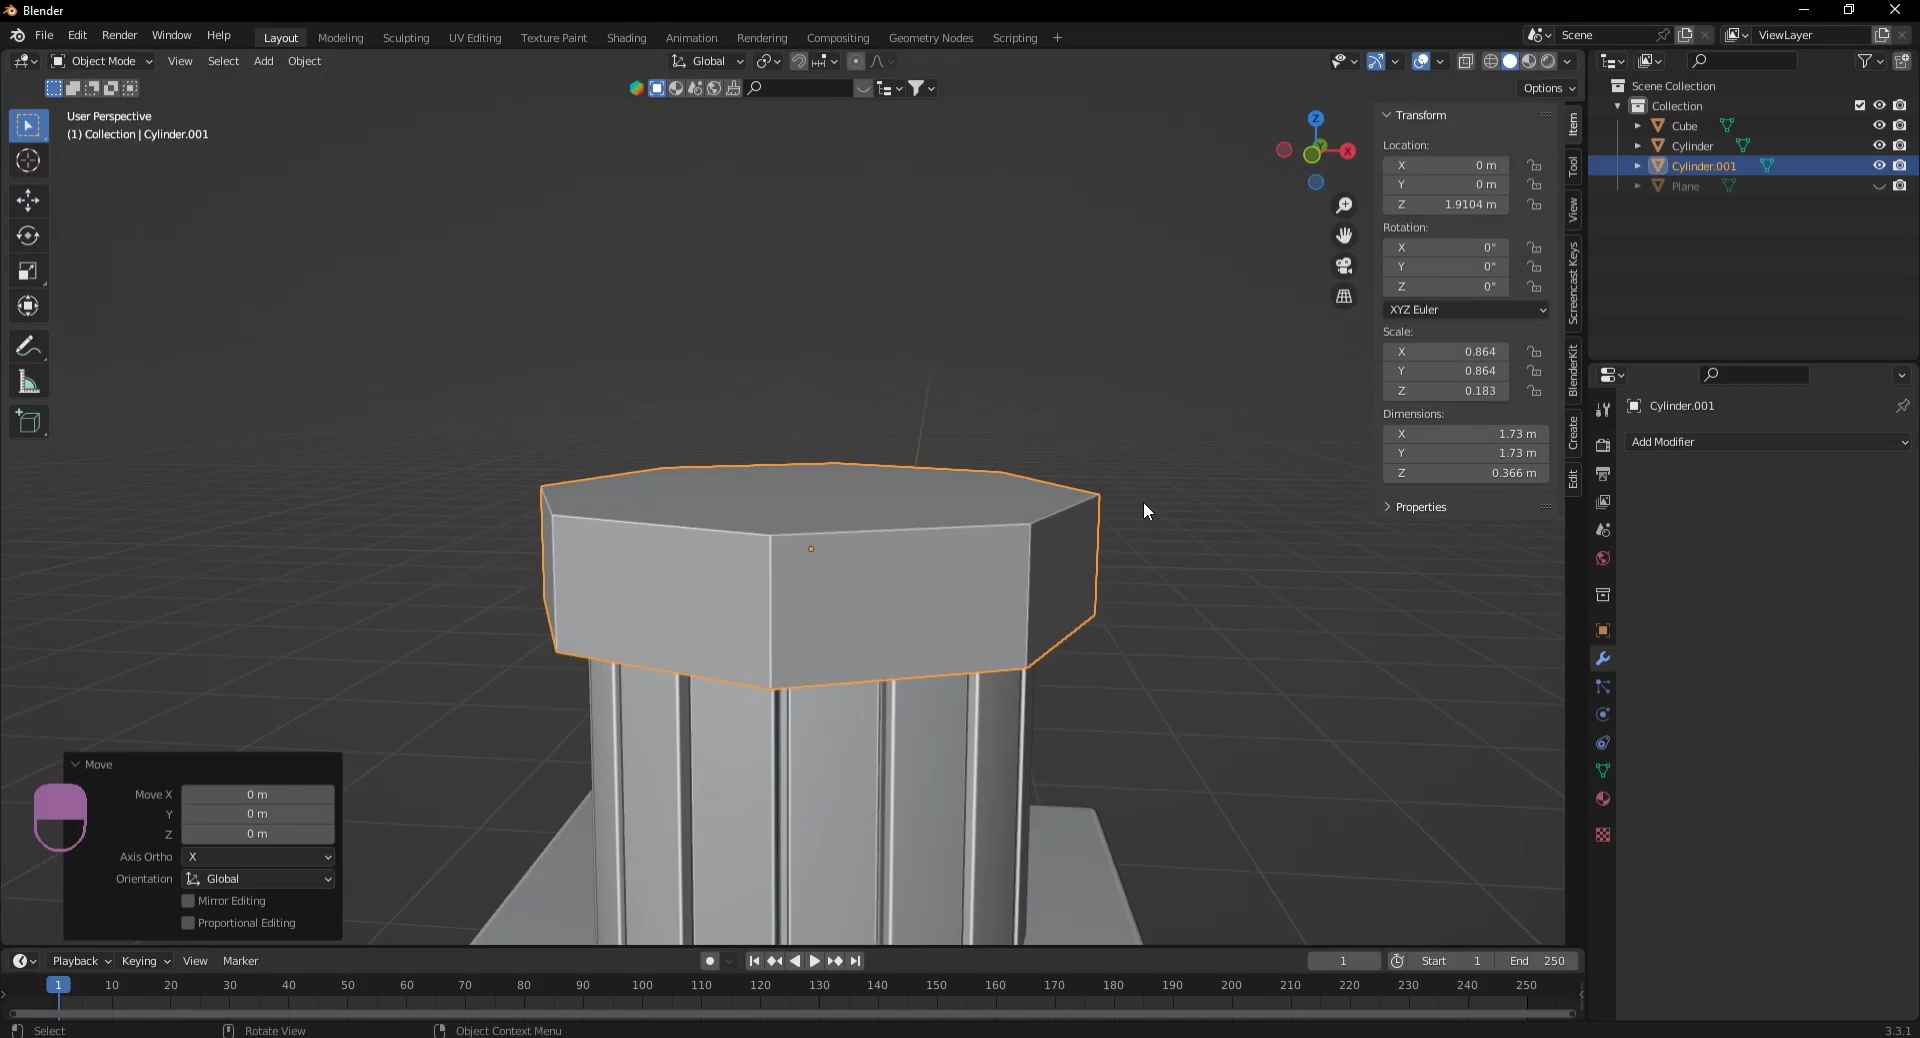 Blender
File Edit Render Window Help Layout Modeling Sculpting UV Editing Texture Paint Shading Animation Rendering Compositing Geometry Nodes Scripting + Scene ViewLayer
Object Mode View Select Add Object Global
Options
User Perspective
(1) Collection | Cylinder.001
Z
Y
X
Transform
Location:
X 0 m
Y 0 m
Z 1.9104 m
Rotation:
X 0°
Y 0°
Z 0°
XYZ Euler
Scale:
X 0.864
Y 0.864
Z 0.183
Dimensions:
X 1.73 m
Y 1.73 m
Z 0.366 m
Properties
Item
Tool
View
Screencast Keys
BlenderKit
Create
Edit
Scene Collection
Collection
Cube
Cylinder
Cylinder.001
Plane
Cylinder.001
Add Modifier
Move
Move X 0 m
Y 0 m
Z 0 m
Axis Ortho X
Orientation Global
Mirror Editing
Proportional Editing
Playback Keying View Marker 1 Start 1 End 250
1 10 20 30 40 50 60 70 80 90 100 110 120 130 140 150 160 170 180 190 200 210 220 230 240 250
Select Rotate View Object Context Menu 3.3.1